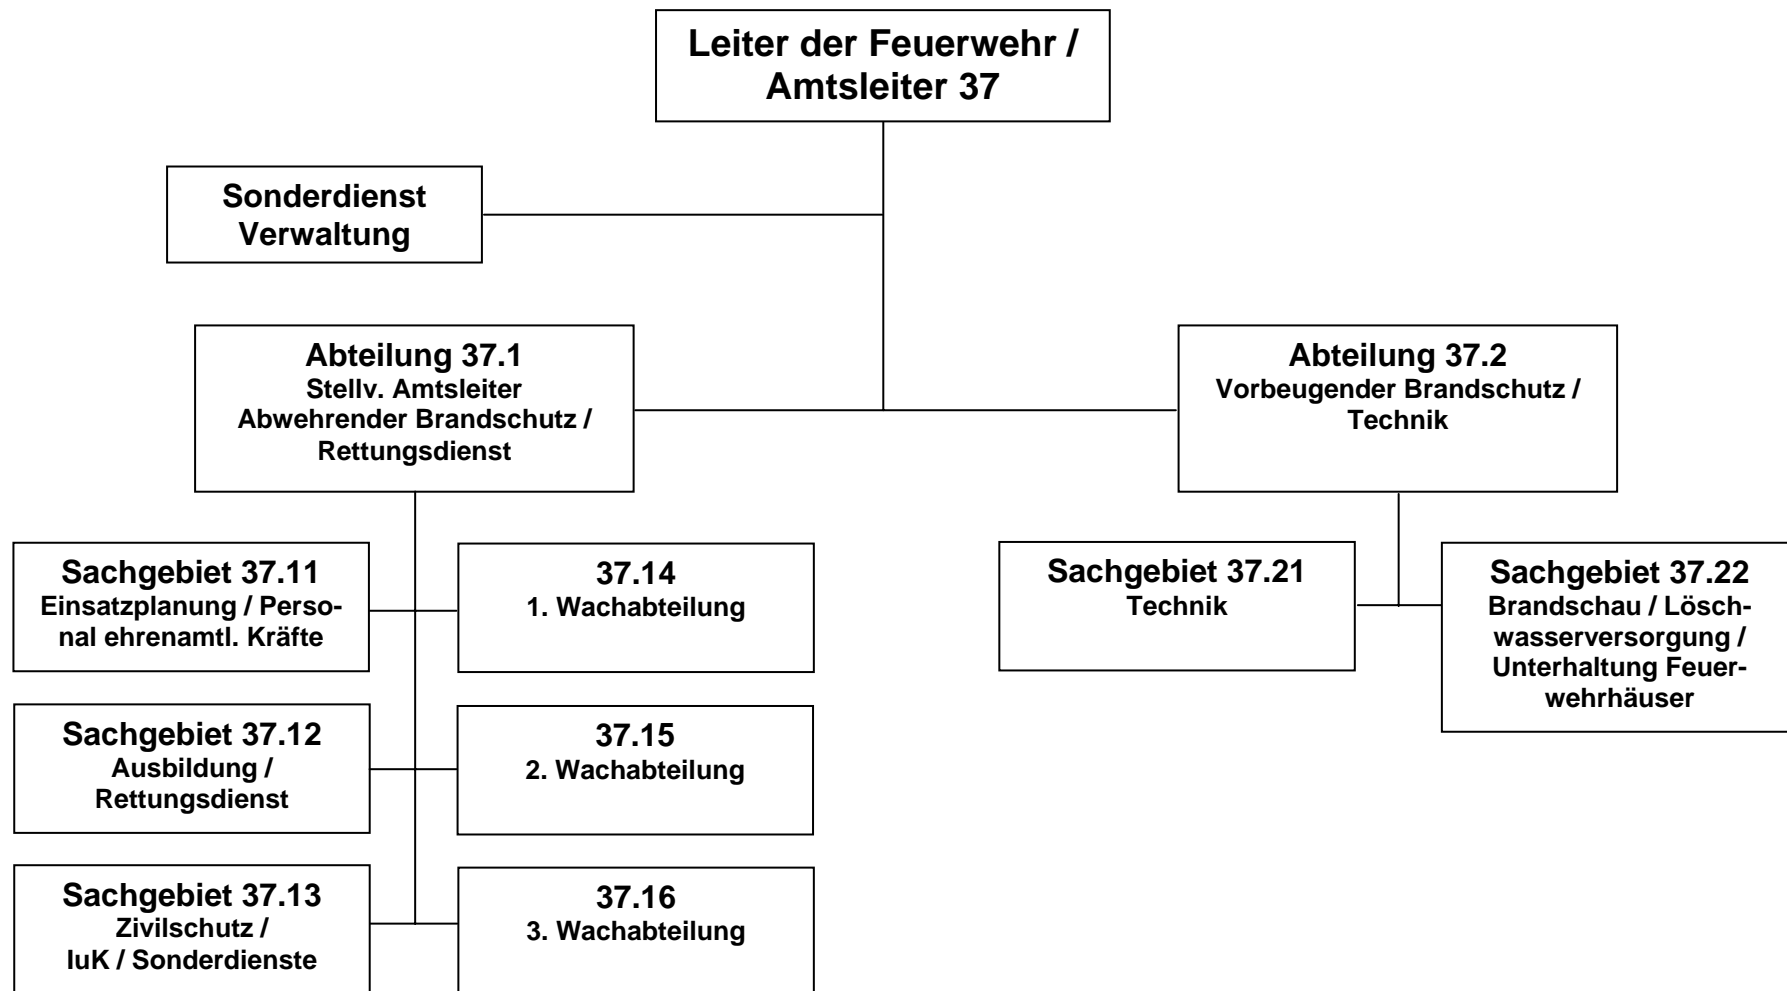 Leiter der Feuerwehr /
Amtsleiter 37
Sonderdienst
Verwaltung
Abteilung 37.1
Stellv. Amtsleiter
Abwehrender Brandschutz /
Rettungsdienst
Abteilung 37.2
Vorbeugender Brandschutz /
Technik
Sachgebiet 37.11
Einsatzplanung / Perso-
nal ehrenamtl. Kräfte
37.14
1. Wachabteilung
Sachgebiet 37.21
Technik
Sachgebiet 37.22
Brandschau / Lösch-
wasserversorgung /
Unterhaltung Feuer-
wehrhäuser
Sachgebiet 37.12
Ausbildung /
Rettungsdienst
37.15
2. Wachabteilung
Sachgebiet 37.13
Zivilschutz /
IuK / Sonderdienste
37.16
3. Wachabteilung